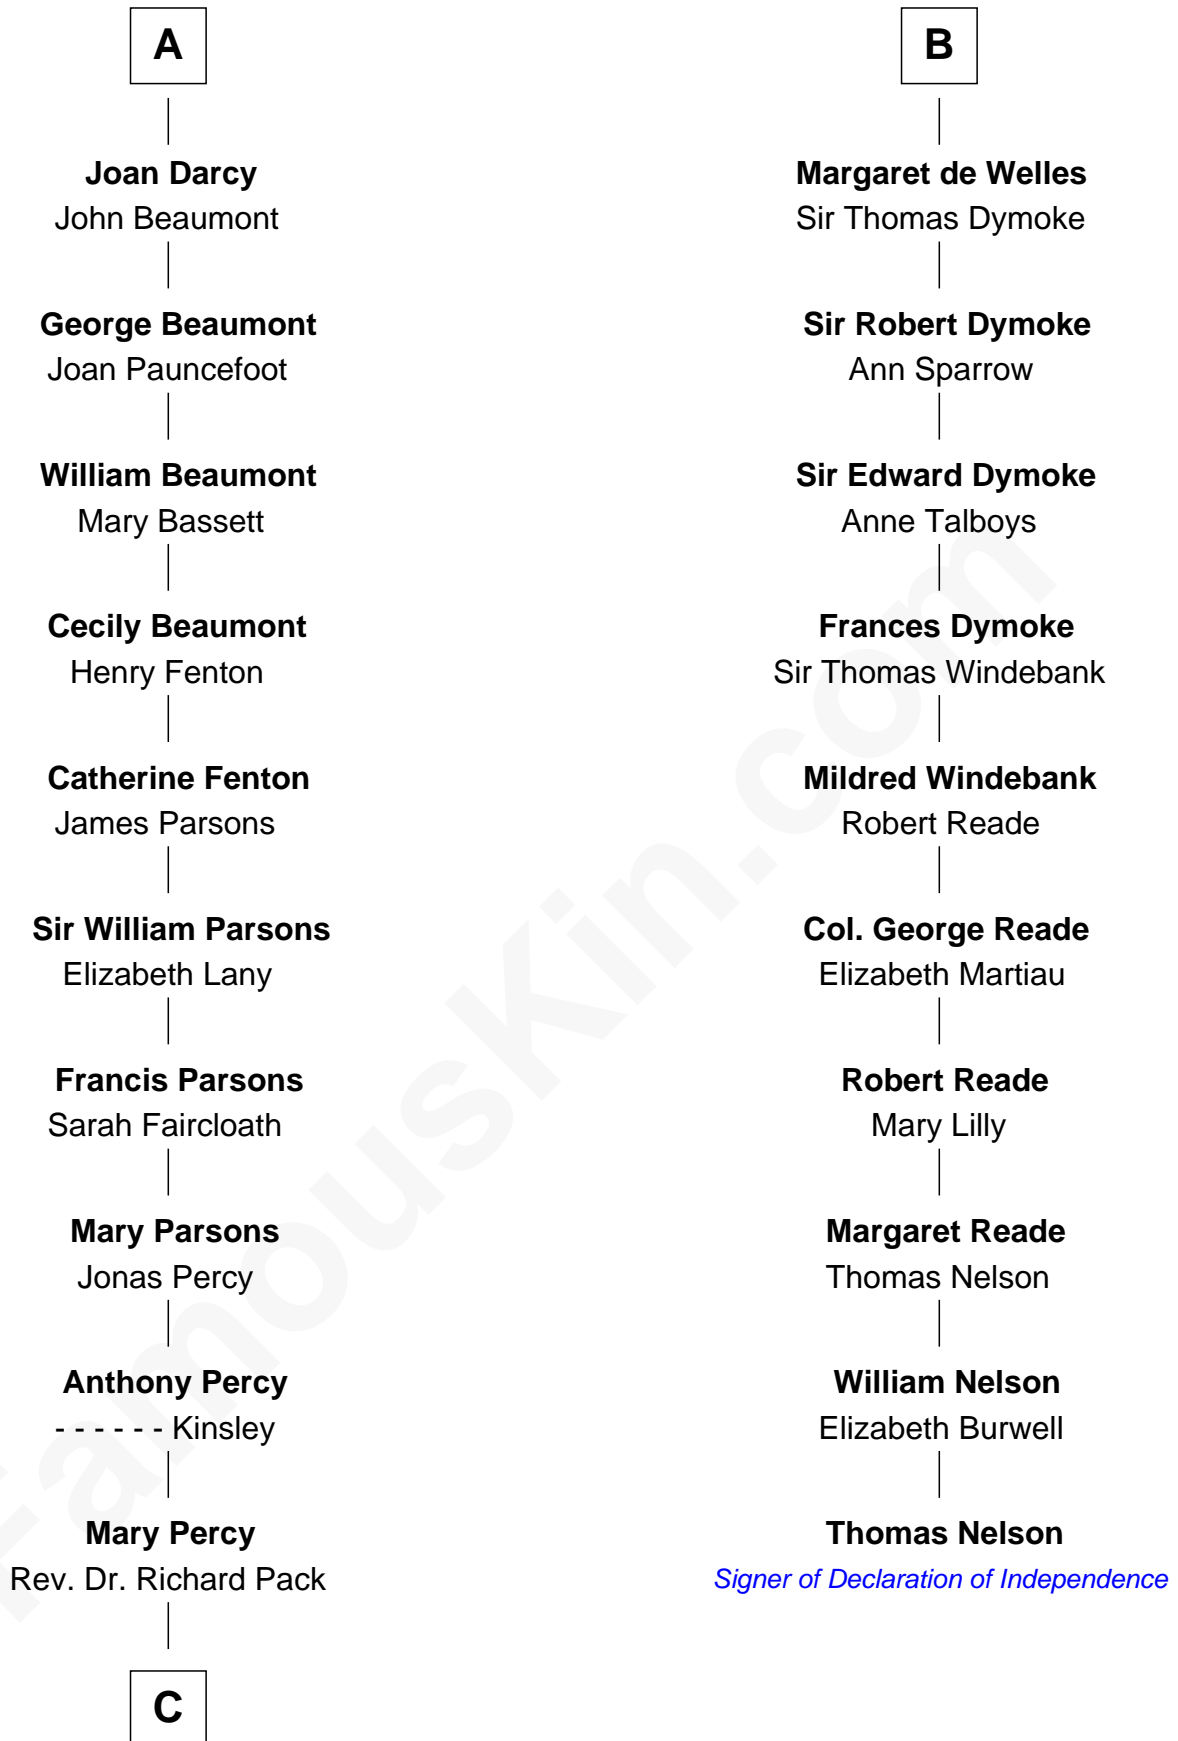 A
Joan Darcy
John Beaumont
George Beaumont
Joan Pauncefoot
William Beaumont
Mary Bassett
Cecily Beaumont
Henry Fenton
Catherine Fenton
James Parsons
Sir William Parsons
Elizabeth Lany
Francis Parsons
Sarah Faircloath
Mary Parsons
Jonas Percy
Anthony Percy
- - - - - - Kinsley
Mary Percy
Rev. Dr. Richard Pack
C
B
Margaret de Welles
Sir Thomas Dymoke
Sir Robert Dymoke
Ann Sparrow
Sir Edward Dymoke
Anne Talboys
Frances Dymoke
Sir Thomas Windebank
Mildred Windebank
Robert Reade
Col. George Reade
Elizabeth Martiau
Robert Reade
Mary Lilly
Margaret Reade
Thomas Nelson
William Nelson
Elizabeth Burwell
Thomas Nelson
Signer of Declaration of Independence
FamousKin.com